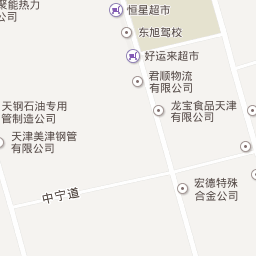 聚能热力
公司
恒星超市
东旭驾校
好运来超市
君顺物流
有限公司
天钢石油专用
管制造公司
龙宝食品天津
有限公司
天津美津钢管
有限公司
宏德特殊
合金公司
中宁道